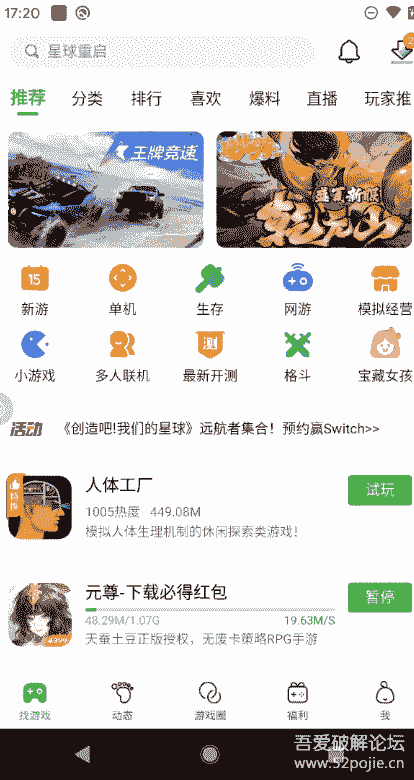 17:20
星球重启
2
推荐 分类 排行 喜欢 爆料 直播 玩家推
王牌竞速
15
新游 单机 生存 网游 模拟经营
测
小游戏 多人联机 最新开测 格斗 宝藏女孩
活动 《创造吧!我们的星球》远航者集合！预约赢Switch>>
人体工厂
试玩
1005热度 449.08M
模拟人体生理机制的休闲探索类游戏!
元尊-下载必得红包
暂停
48.29M/1.07G 19.63M/S
4399
天蚕土豆正版授权，无废卡策略RPG手游
找游戏 动态 游戏圈 福利 我
吾爱破解论坛
www.52pojie.cn